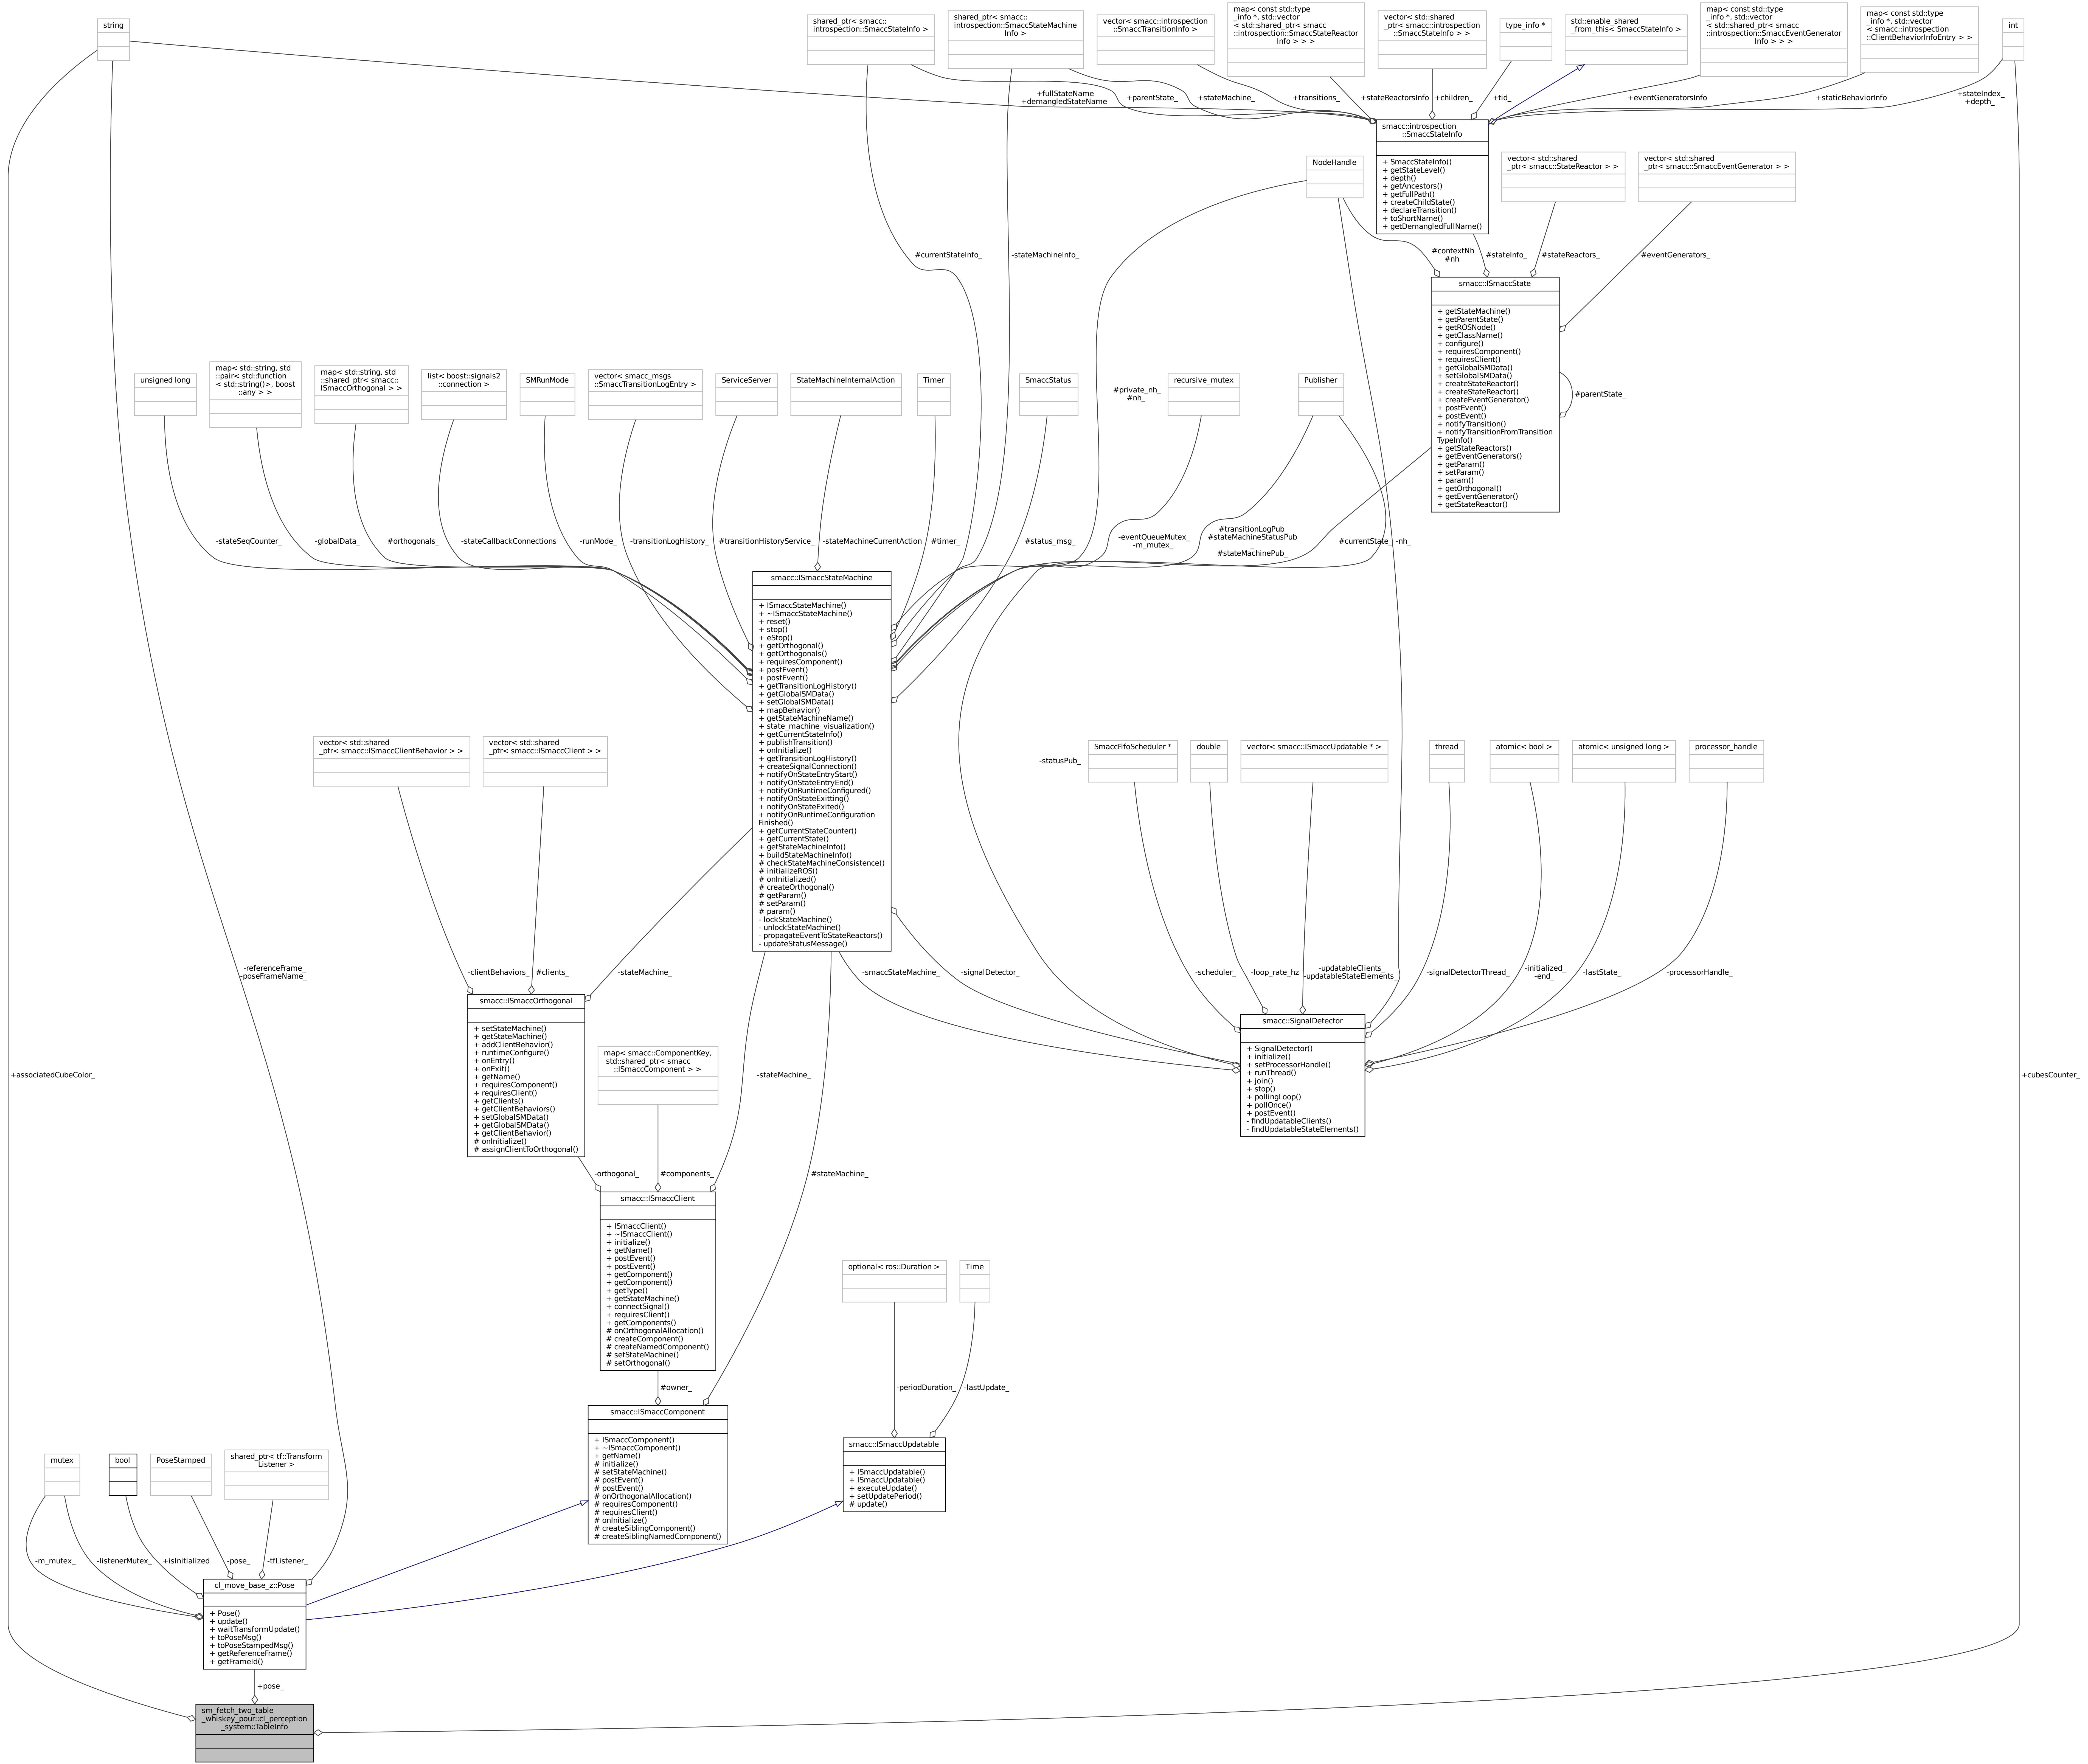 string
shared_ptr< smacc::
introspection::SmaccStateInfo >
shared_ptr< smacc::
introspection::SmaccStateMachine
Info >
vector< smacc::introspection
::SmaccTransitionInfo >
map< const std::type
_info *, std::vector
< std::shared_ptr< smacc
::introspection::SmaccStateReactor
Info > > >
vector< std::shared
_ptr< smacc::introspection
::SmaccStateInfo > >
type_info *
std::enable_shared
_from_this< SmaccStateInfo >
map< const std::type
_info *, std::vector
< std::shared_ptr< smacc
::introspection::SmaccEventGenerator
Info > > >
map< const std::type
_info *, std::vector
< smacc::introspection
::ClientBehaviorInfoEntry > >
int
+fullStateName
+demangledStateName
+parentState_
+stateMachine_
+transitions_
+stateReactorsInfo
+children_
+tid_
+eventGeneratorsInfo
+staticBehaviorInfo
+stateIndex_
+depth_
smacc::introspection
::SmaccStateInfo
+ SmaccStateInfo()
+ getStateLevel()
+ depth()
+ getAncestors()
+ getFullPath()
+ createChildState()
+ declareTransition()
+ toShortName()
+ getDemangledFullName()
NodeHandle
vector< std::shared
_ptr< smacc::StateReactor > >
vector< std::shared
_ptr< smacc::SmaccEventGenerator > >
#currentStateInfo_
-stateMachineInfo_
#contextNh
#nh
#stateInfo_
#stateReactors_
#eventGenerators_
smacc::ISmaccState
+ getStateMachine()
+ getParentState()
+ getROSNode()
+ getClassName()
+ configure()
+ requiresComponent()
+ requiresClient()
+ getGlobalSMData()
+ setGlobalSMData()
+ createStateReactor()
+ createStateReactor()
+ createEventGenerator()
+ postEvent()
+ postEvent()
+ notifyTransition()
+ notifyTransitionFromTransition
TypeInfo()
+ getStateReactors()
+ getEventGenerators()
+ getParam()
+ setParam()
+ param()
+ getOrthogonal()
+ getEventGenerator()
+ getStateReactor()
#parentState_
unsigned long
map< std::string, std
::pair< std::function
< std::string()>, boost
::any > >
map< std::string, std
::shared_ptr< smacc::
ISmaccOrthogonal > >
list< boost::signals2
::connection >
SMRunMode
vector< smacc_msgs
::SmaccTransitionLogEntry >
ServiceServer
StateMachineInternalAction
Timer
SmaccStatus
#private_nh_
#nh_
recursive_mutex
Publisher
-stateSeqCounter_
-globalData_
#orthogonals_
-stateCallbackConnections
-runMode_
-transitionLogHistory_
#transitionHistoryService_
-stateMachineCurrentAction
#timer_
#status_msg_
-eventQueueMutex_
-m_mutex_
#transitionLogPub_
#stateMachineStatusPub
_
#stateMachinePub_
#currentState_
-nh_
smacc::ISmaccStateMachine
+ ISmaccStateMachine()
+ ~ISmaccStateMachine()
+ reset()
+ stop()
+ eStop()
+ getOrthogonal()
+ getOrthogonals()
+ requiresComponent()
+ postEvent()
+ postEvent()
+ getTransitionLogHistory()
+ getGlobalSMData()
+ setGlobalSMData()
+ mapBehavior()
+ getStateMachineName()
+ state_machine_visualization()
+ getCurrentStateInfo()
+ publishTransition()
+ onInitialize()
+ getTransitionLogHistory()
+ createSignalConnection()
+ notifyOnStateEntryStart()
+ notifyOnStateEntryEnd()
+ notifyOnRuntimeConfigured()
+ notifyOnStateExitting()
+ notifyOnStateExited()
+ notifyOnRuntimeConfiguration
Finished()
+ getCurrentStateCounter()
+ getCurrentState()
+ getStateMachineInfo()
+ buildStateMachineInfo()
# checkStateMachineConsistence()
# initializeROS()
# onInitialized()
# createOrthogonal()
# getParam()
# setParam()
# param()
- lockStateMachine()
- unlockStateMachine()
- propagateEventToStateReactors()
- updateStatusMessage()
vector< std::shared
_ptr< smacc::ISmaccClientBehavior > >
vector< std::shared
_ptr< smacc::ISmaccClient > >
-statusPub_
SmaccFifoScheduler *
double
vector< smacc::ISmaccUpdatable * >
thread
atomic< bool >
atomic< unsigned long >
processor_handle
-referenceFrame_
-poseFrameName_
-clientBehaviors_
#clients_
-stateMachine_
-smaccStateMachine_
-signalDetector_
-scheduler_
-loop_rate_hz
-updatableClients_
-updatableStateElements_
-signalDetectorThread_
-initialized_
-end_
-lastState_
-processorHandle_
smacc::ISmaccOrthogonal
+ setStateMachine()
+ getStateMachine()
+ addClientBehavior()
+ runtimeConfigure()
+ onEntry()
+ onExit()
+ getName()
+ requiresComponent()
+ requiresClient()
+ getClients()
+ getClientBehaviors()
+ setGlobalSMData()
+ getGlobalSMData()
+ getClientBehavior()
# onInitialize()
# assignClientToOrthogonal()
smacc::SignalDetector
+ SignalDetector()
+ initialize()
+ setProcessorHandle()
+ runThread()
+ join()
+ stop()
+ pollingLoop()
+ pollOnce()
+ postEvent()
- findUpdatableClients()
- findUpdatableStateElements()
map< smacc::ComponentKey,
std::shared_ptr< smacc
::ISmaccComponent > >
+associatedCubeColor_
-stateMachine_
+cubesCounter_
-orthogonal_
#components_
#stateMachine_
smacc::ISmaccClient
+ ISmaccClient()
+ ~ISmaccClient()
+ initialize()
+ getName()
+ postEvent()
+ postEvent()
+ getComponent()
+ getComponent()
+ getType()
+ getStateMachine()
+ connectSignal()
+ requiresClient()
+ getComponents()
# onOrthogonalAllocation()
# createComponent()
# createNamedComponent()
# setStateMachine()
# setOrthogonal()
optional< ros::Duration >
Time
#owner_
-periodDuration_
-lastUpdate_
smacc::ISmaccComponent
+ ISmaccComponent()
+ ~ISmaccComponent()
+ getName()
# initialize()
# setStateMachine()
# postEvent()
# postEvent()
# onOrthogonalAllocation()
# requiresComponent()
# requiresClient()
# onInitialize()
# createSiblingComponent()
# createSiblingNamedComponent()
smacc::ISmaccUpdatable
+ ISmaccUpdatable()
+ ISmaccUpdatable()
+ executeUpdate()
+ setUpdatePeriod()
# update()
mutex
bool
PoseStamped
shared_ptr< tf::Transform
Listener >
-m_mutex_
-listenerMutex_
+isInitialized
-pose_
-tfListener_
cl_move_base_z::Pose
+ Pose()
+ update()
+ waitTransformUpdate()
+ toPoseMsg()
+ toPoseStampedMsg()
+ getReferenceFrame()
+ getFrameId()
+pose_
sm_fetch_two_table
_whiskey_pour::cl_perception
_system::TableInfo